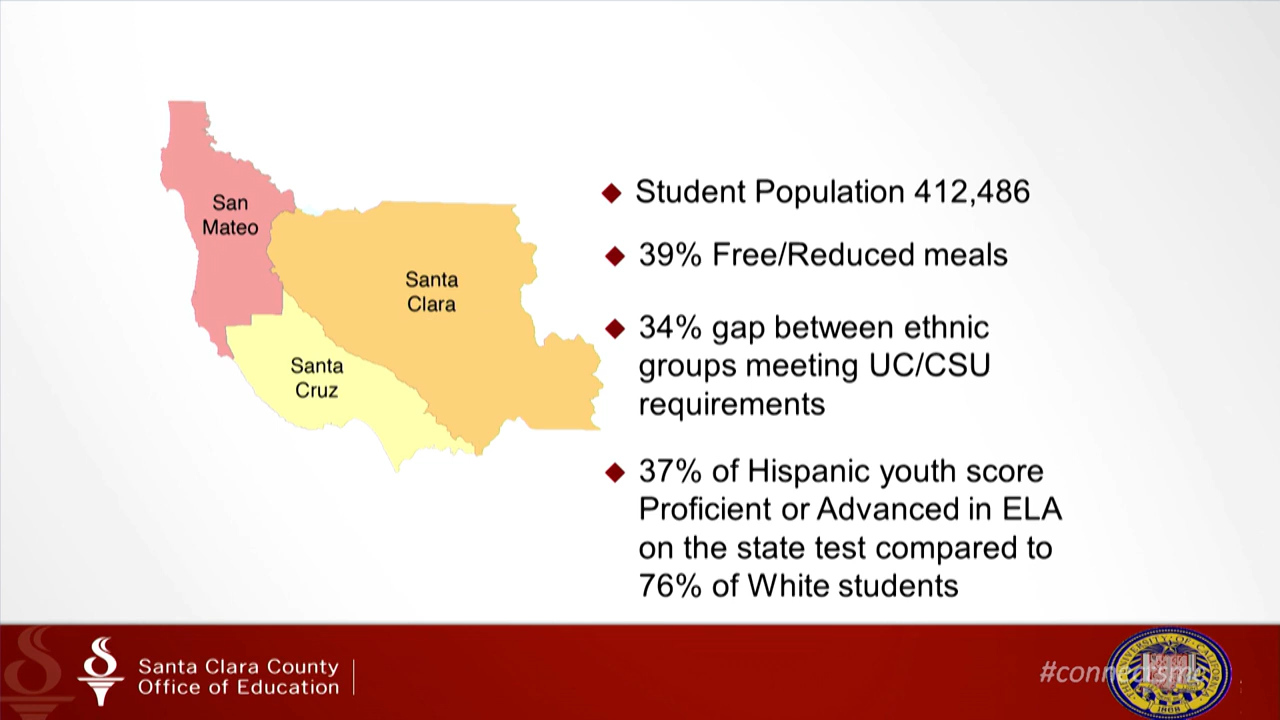 San
Mateo
Santa
Clara
Santa
Cruz
Student Population 412,486
39% Free/Reduced meals
34% gap between ethnic
groups meeting UC/CSU
requirements
37% of Hispanic youth score
Proficient or Advanced in ELA
on the state test compared to
76% of White students
Santa Clara County
Office of Education
#connectsme
1868